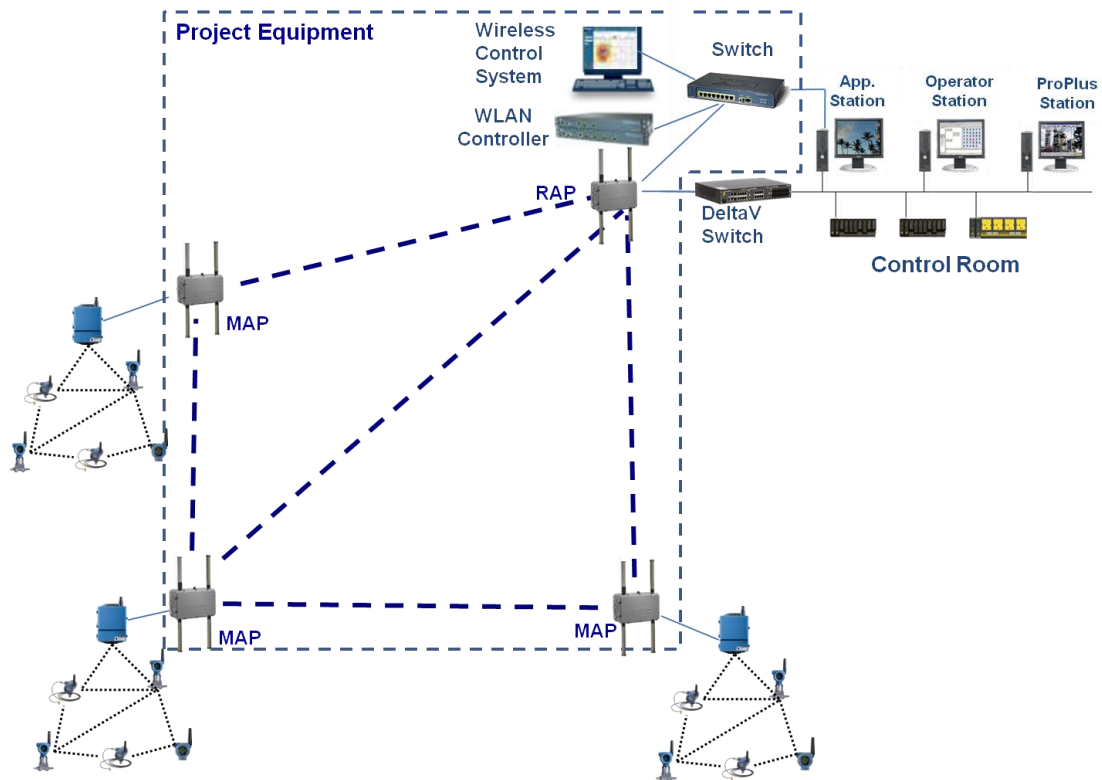 Project Equipment
Wireless
Control
System
Switch
WLAN
Controller
App.
Station
Operator
Station
ProPlus
Station
RAP
DeltaV
Switch
Control Room
MAP
MAP
MAP